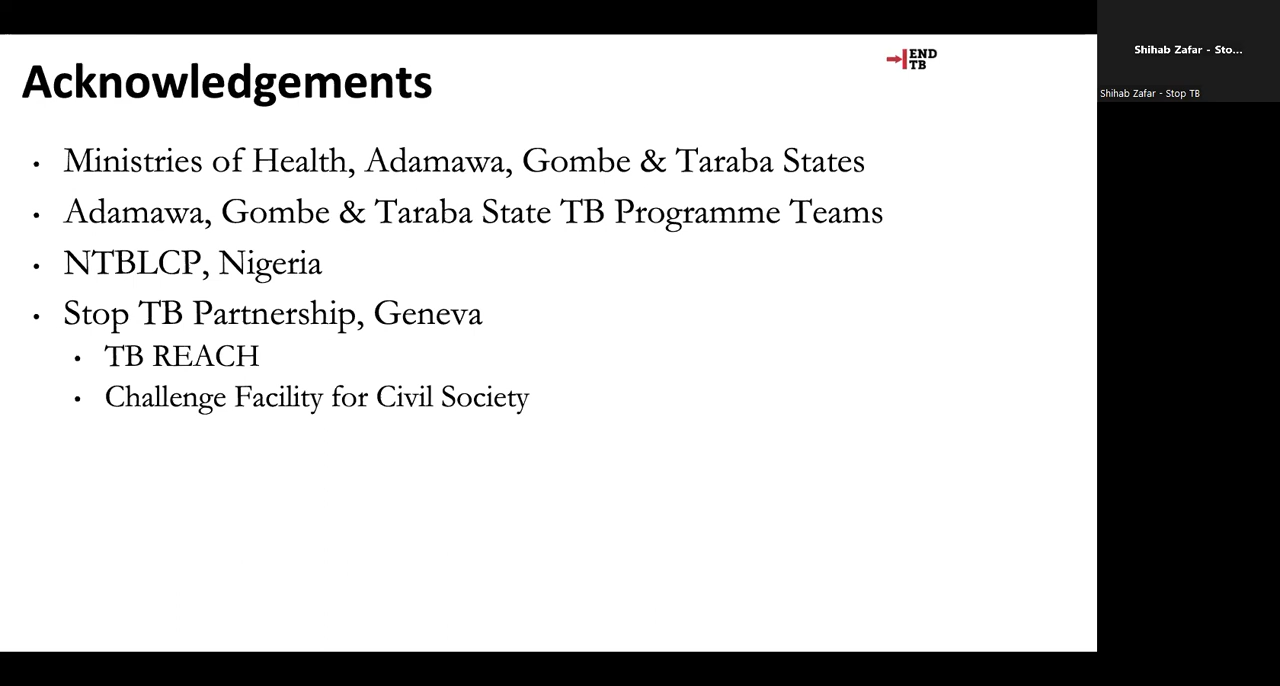 Acknowledgements
END
TB
• Ministries of Health, Adamawa, Gombe & Taraba States
• Adamawa, Gombe & Taraba State TB Programme Teams
• NTBLCP, Nigeria
• Stop TB Partnership, Geneva
• TB REACH
• Challenge Facility for Civil Society
Shihab Zafar - Sto...
Shihab Zafar - Stop TB